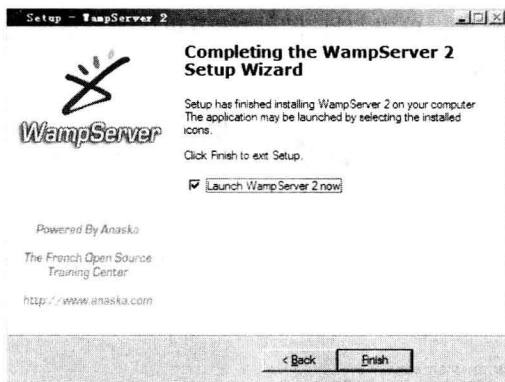 Setup - WampServer 2
Completing the WampServer 2
Setup Wizard
Setup has finished installing WampServer 2 on your computer
The application may be launched by selecting the installed
icons.
Click Finish to exit Setup.
Launch WampServer 2 now
WampServer
Powered By Anaska
The French Open Source
Training Center
http://www.anaska.com
< Back
Finish